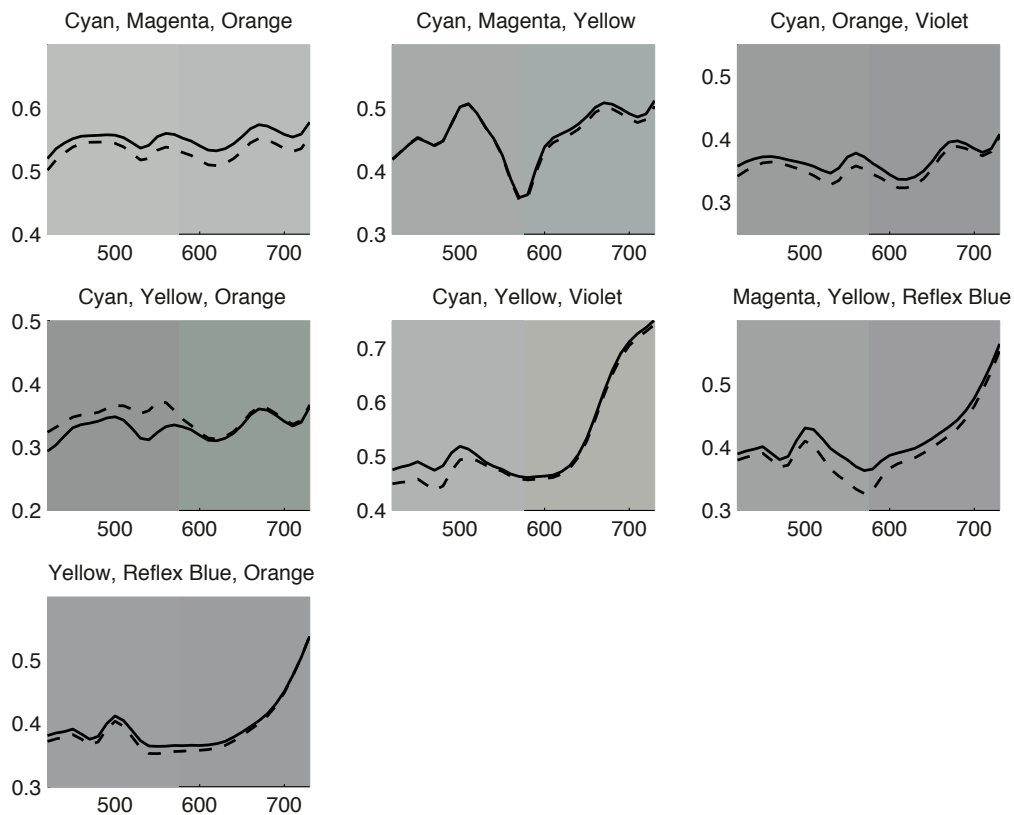 Cyan, Magenta, Orange
0.6
0.5
0.4
500 600 700
Cyan, Magenta, Yellow
0.5
0.4
0.3
500 600 700
Cyan, Orange, Violet
0.5
0.4
0.3
500 600 700
Cyan, Yellow, Orange
0.5
0.4
0.3
0.2
500 600 700
Cyan, Yellow, Violet
0.7
0.6
0.5
0.4
500 600 700
Magenta, Yellow, Reflex Blue
0.5
0.4
0.3
500 600 700
Yellow, Reflex Blue, Orange
0.5
0.4
0.3
500 600 700